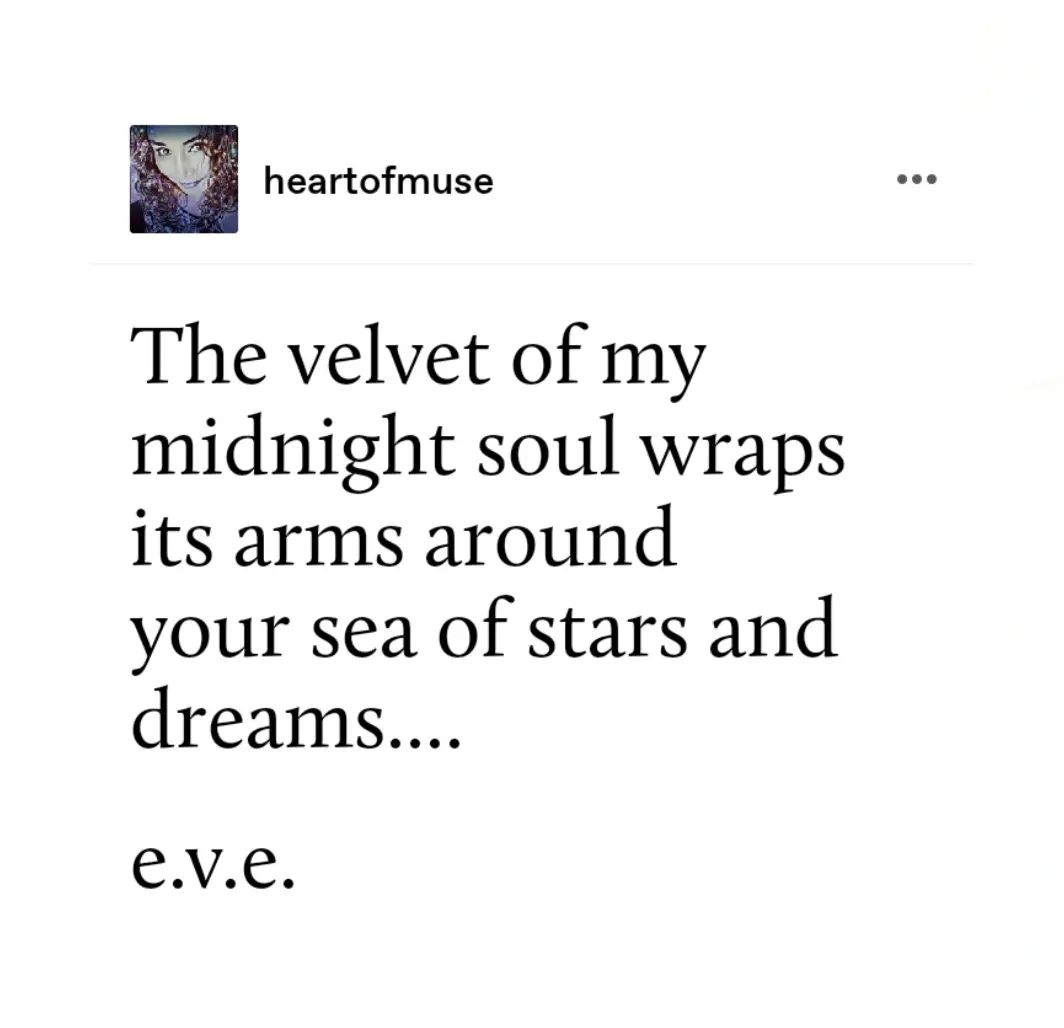 heartofmuse
The velvet of my
midnight soul wraps
its arms around
your sea of stars and
dreams....
e.v.e.